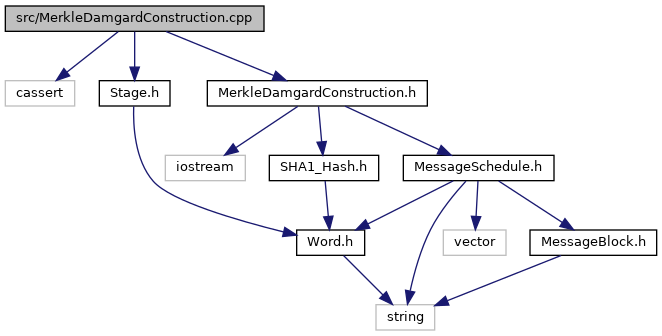 src/MerkleDamgardConstruction.cpp
cassert
Stage.h
MerkleDamgardConstruction.h
iostream
SHA1_Hash.h
MessageSchedule.h
Word.h
vector
MessageBlock.h
string